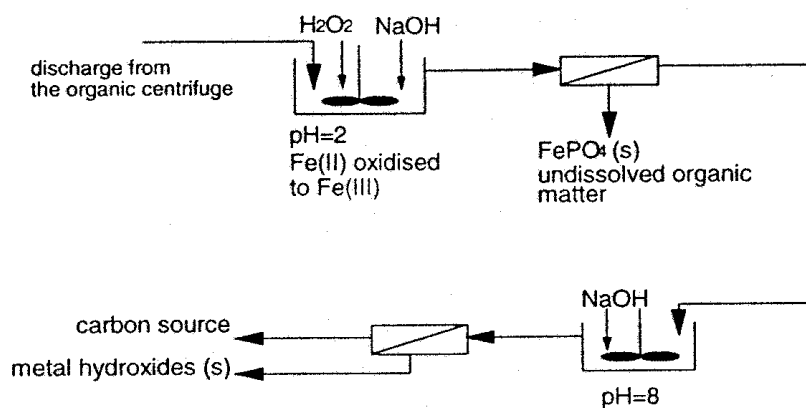 H2O2 NaOH
discharge from
the organic centrifuge
pH=2
Fe(II) oxidised
to Fe(III)
FePO4 (s)
undissolved organic
matter
NaOH
carbon source
metal hydroxides (s)
pH=8